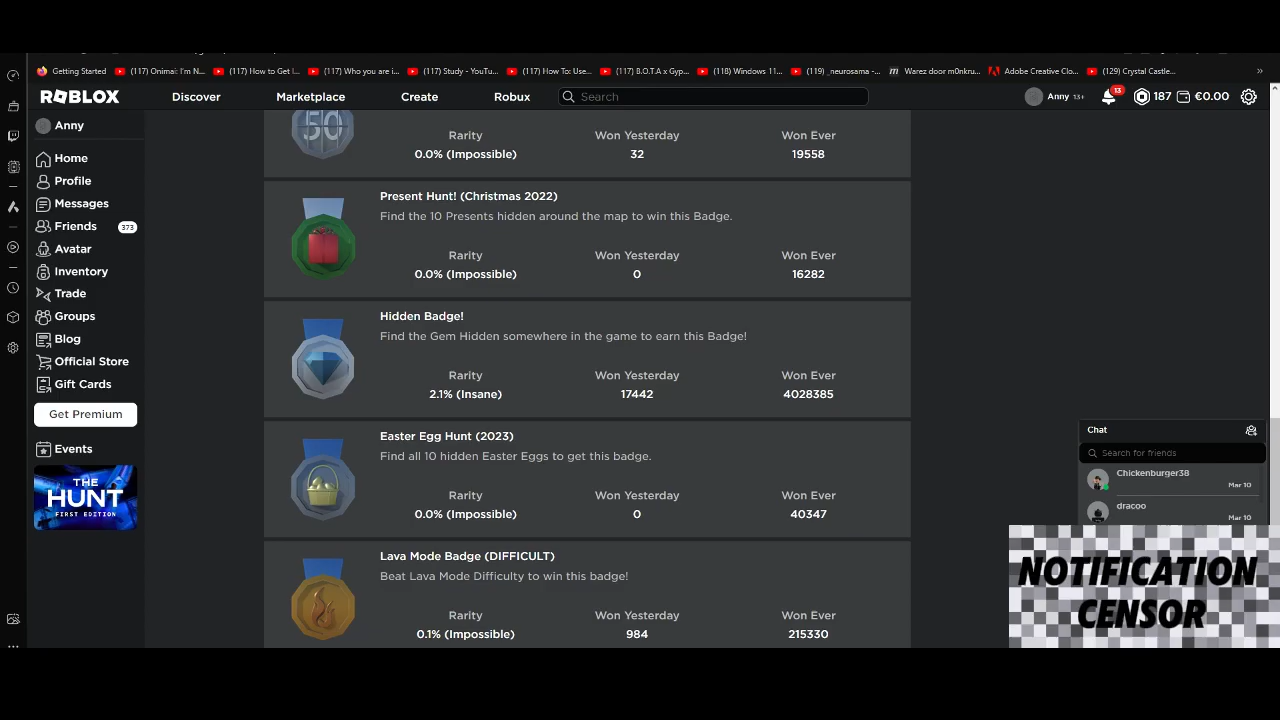 Getting Started
(117) Onimai: I'm N...
(117) How to Get I...
(117) Who you are i...
(117) Study - YouTu...
(117) How To: Use...
(117) B.O.T.A x Gyp...
(118) Windows 11...
(119) _neurosama -...
Warez door m0nkru...
Adobe Creative Clo...
(129) Crystal Castle...
»
ROBLOX
Discover
Marketplace
Create
Robux
Search
Anny 13+
13
187
€0.00
Anny
Home
Profile
Messages
Friends 373
Avatar
Inventory
Trade
Groups
Blog
Official Store
Gift Cards
Get Premium
Events
THE
HUNT
FIRST EDITION
50
Rarity Won Yesterday Won Ever
0.0% (Impossible) 32 19558
Present Hunt! (Christmas 2022)
Find the 10 Presents hidden around the map to win this Badge.
Rarity Won Yesterday Won Ever
0.0% (Impossible) 0 16282
Hidden Badge!
Find the Gem Hidden somewhere in the game to earn this Badge!
Rarity Won Yesterday Won Ever
2.1% (Insane) 17442 4028385
Easter Egg Hunt (2023)
Find all 10 hidden Easter Eggs to get this badge.
Rarity Won Yesterday Won Ever
0.0% (Impossible) 0 40347
Lava Mode Badge (DIFFICULT)
Beat Lava Mode Difficulty to win this badge!
Rarity Won Yesterday Won Ever
0.1% (Impossible) 984 215330
Chat
Search for friends
Chickenburger38
Mar 10
dracoo
Mar 10
NOTIFICATION
CENSOR